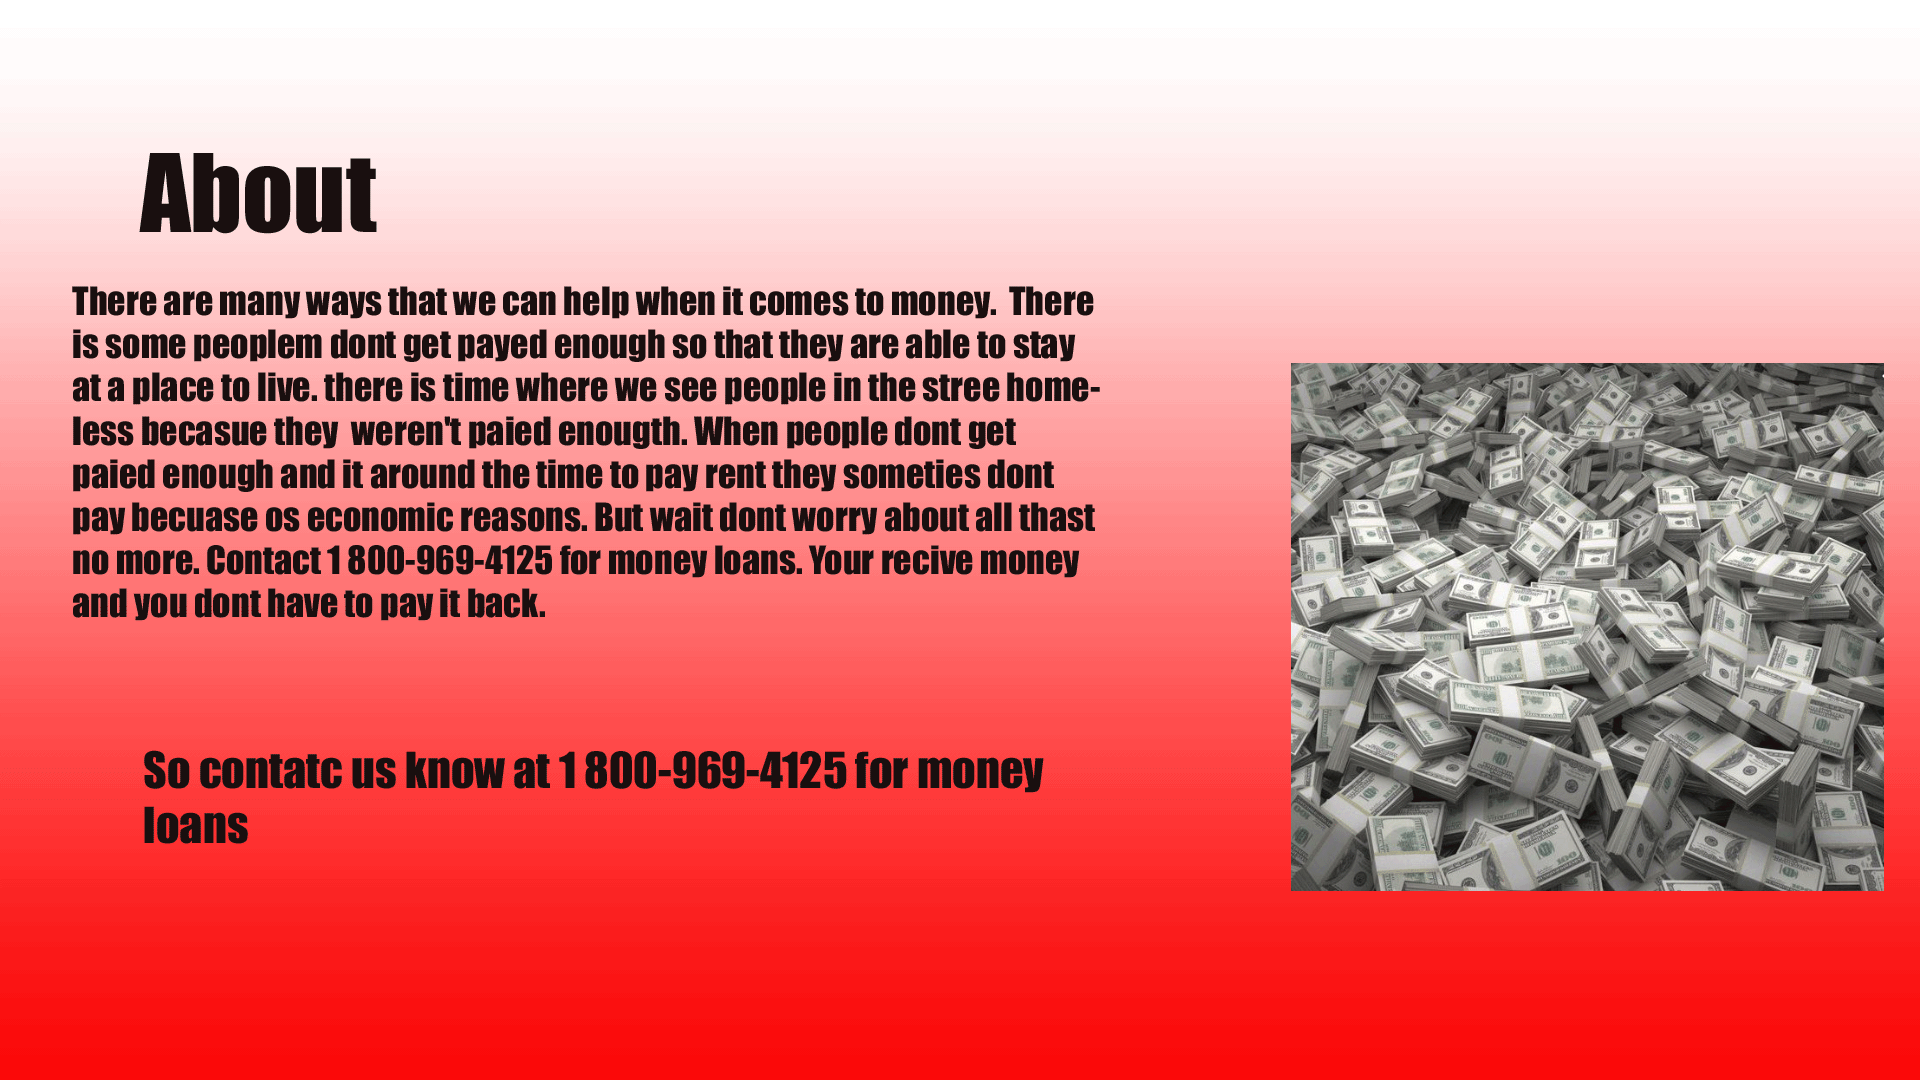 About
There are many ways that we can help when it comes to money.  There
is some peoplem dont get payed enough so that they are able to stay
at a place to live. there is time where we see people in the stree home-
less becasue they  weren't paied enougth. When people dont get
paied enough and it around the time to pay rent they someties dont
pay becuase os economic reasons. But wait dont worry about all thast
no more. Contact 1 800-969-4125 for money loans. Your recive money
and you dont have to pay it back.
So contatc us know at 1 800-969-4125 for money
loans